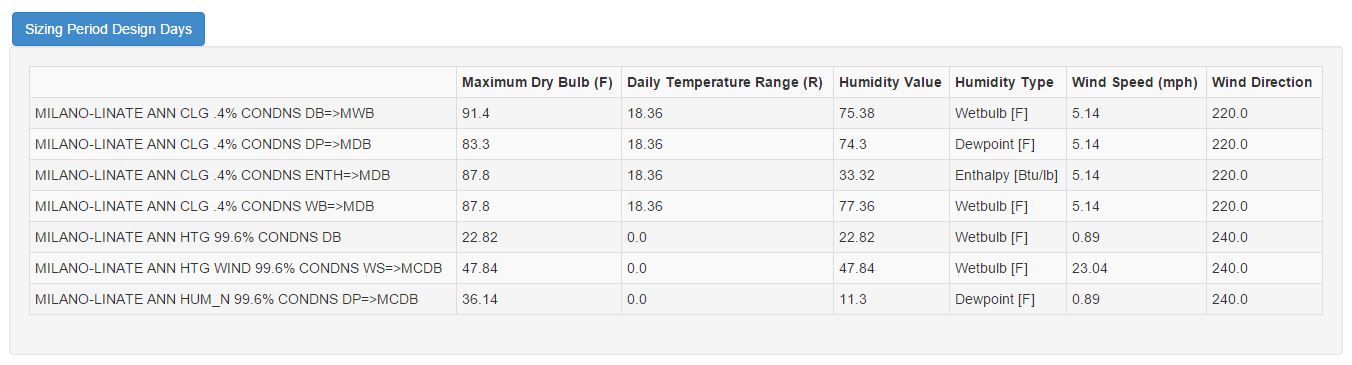 Sizing Period Design Days
Maximum Dry Bulb (F) Daily Temperature Range (R) Humidity Value Humidity Type Wind Speed (mph) Wind Direction
MILANO-LINATE ANN CLG .4% CONDNS DB=>MWB 91.4 18.36 75.38 Wetbulb [F] 5.14 220.0
MILANO-LINATE ANN CLG .4% CONDNS DP=>MDB 83.3 18.36 74.3 Dewpoint [F] 5.14 220.0
MILANO-LINATE ANN CLG .4% CONDNS ENTH=>MDB 87.8 18.36 33.32 Enthalpy [Btu/lb] 5.14 220.0
MILANO-LINATE ANN CLG .4% CONDNS WB=>MDB 87.8 18.36 77.36 Wetbulb [F] 5.14 220.0
MILANO-LINATE ANN HTG 99.6% CONDNS DB 22.82 0.0 22.82 Wetbulb [F] 0.89 240.0
MILANO-LINATE ANN HTG WIND 99.6% CONDNS WS=>MCDB 47.84 0.0 47.84 Wetbulb [F] 23.04 240.0
MILANO-LINATE ANN HUM_N 99.6% CONDNS DP=>MCDB 36.14 0.0 11.3 Dewpoint [F] 0.89 240.0